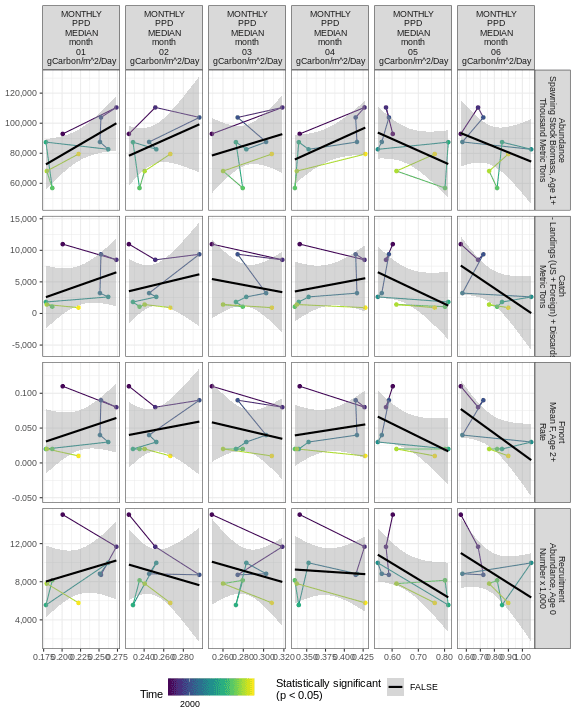 MONTHLY
PPD
MEDIAN
month
01
gCarbon/m^2/Day
MONTHLY
PPD
MEDIAN
month
02
gCarbon/m^2/Day
MONTHLY
PPD
MEDIAN
month
03
gCarbon/m^2/Day
MONTHLY
PPD
MEDIAN
month
04
gCarbon/m^2/Day
MONTHLY
PPD
MEDIAN
month
05
gCarbon/m^2/Day
MONTHLY
PPD
MEDIAN
month
06
gCarbon/m^2/Day
120,000
100,000
80,000
60,000
Abundance
Spawning Stock Biomass, Age 1+
Thousand Metric Tons
15,000
10,000
5,000
0
-5,000
Catch
- Landings (US + Foreign) + Discards
Metric Tons
0.100
0.050
0.000
-0.050
Fmort
Mean F, Age 2+
Rate
12,000
8,000
4,000
Recruitment
Abundance, Age 0
Number x 1,000
0.175 0.200 0.225 0.250 0.275
0.240 0.260 0.280
0.260 0.280 0.300 0.320
0.350 0.375 0.400 0.425
0.60 0.70 0.80
0.60 0.70 0.80 0.90 1.00
Time
2000
Statistically significant
(p < 0.05)
FALSE